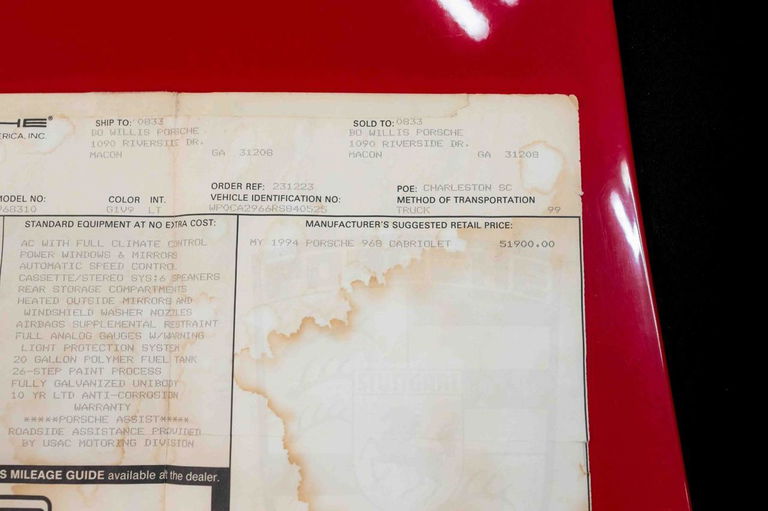 SHIP TO: 0833
SOLD TO: 0833
HE®
BO WILLIS PORSCHE
BO WILLIS PORSCHE
ERICA, INC.
1090 RIVERSIE DR.
1090 RIVERSIDE DR.
MACON GA 31208
MACON GA 31208
ORDER REF: 231223
POE: CHARLESTON SC
MODEL NO:
COLOR INT.
VEHICLE IDENTIFICATION NO:
METHOD OF TRANSPORTATION
968310
G1V9 LT
WP0CA2966RS840525
TRUCK 99
STANDARD EQUIPMENT AT NO EXTRA COST:
AC WITH FULL CLIMATE CONTROL
POWER WINDOWS & MIRRORS
AUTOMATIC SPEED CONTROL
CASSETTE/STEREO SYS;6 SPEAKERS
REAR STORAGE COMPARTMENTS
HEATED OUTSIDE MIRRORS AND
WINDSHIELD WASHER NOZZLES
AIRBAGS SUPPLEMENTAL RESTRAINT
FULL ANALOG GAUGES W/WARNING
LIGHT PROTECTION SYSTEM
20 GALLON POLYMER FUEL TANK
26-STEP PAINT PROCESS
FULLY GALVANIZED UNIBODY
10 YR LTD ANTI-CORROSION
WARRANTY
*****PORSCHE ASSIST*****
ROADSIDE ASSISTANCE PROVIDED
BY USAC MOTORING DIVISION
MANUFACTURER'S SUGGESTED RETAIL PRICE:
MY 1994 PORSCHE 968 CABRIOLET 51900.00
S MILEAGE GUIDE available at the dealer.